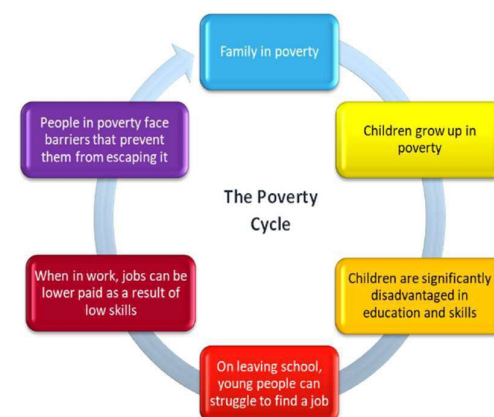 Family in poverty
Children grow up in
poverty
Children are significantly
disadvantaged in
education and skills
On leaving school,
young people can
struggle to find a job
When in work, jobs can be
lower paid as a result of
low skills
People in poverty face
barriers that prevent
them from escaping it
The Poverty
Cycle